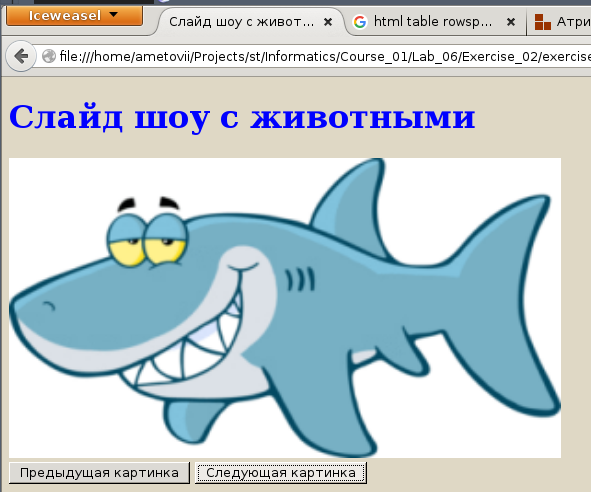 Iceweasel
Слайд шоу с живот...
html table rowsp...
Атри
file:///home/ametovii/Projects/st/Informatics/Course_01/Lab_06/Exercise_02/exercise
Слайд шоу с животными
Предыдущая картинка
Следующая картинка